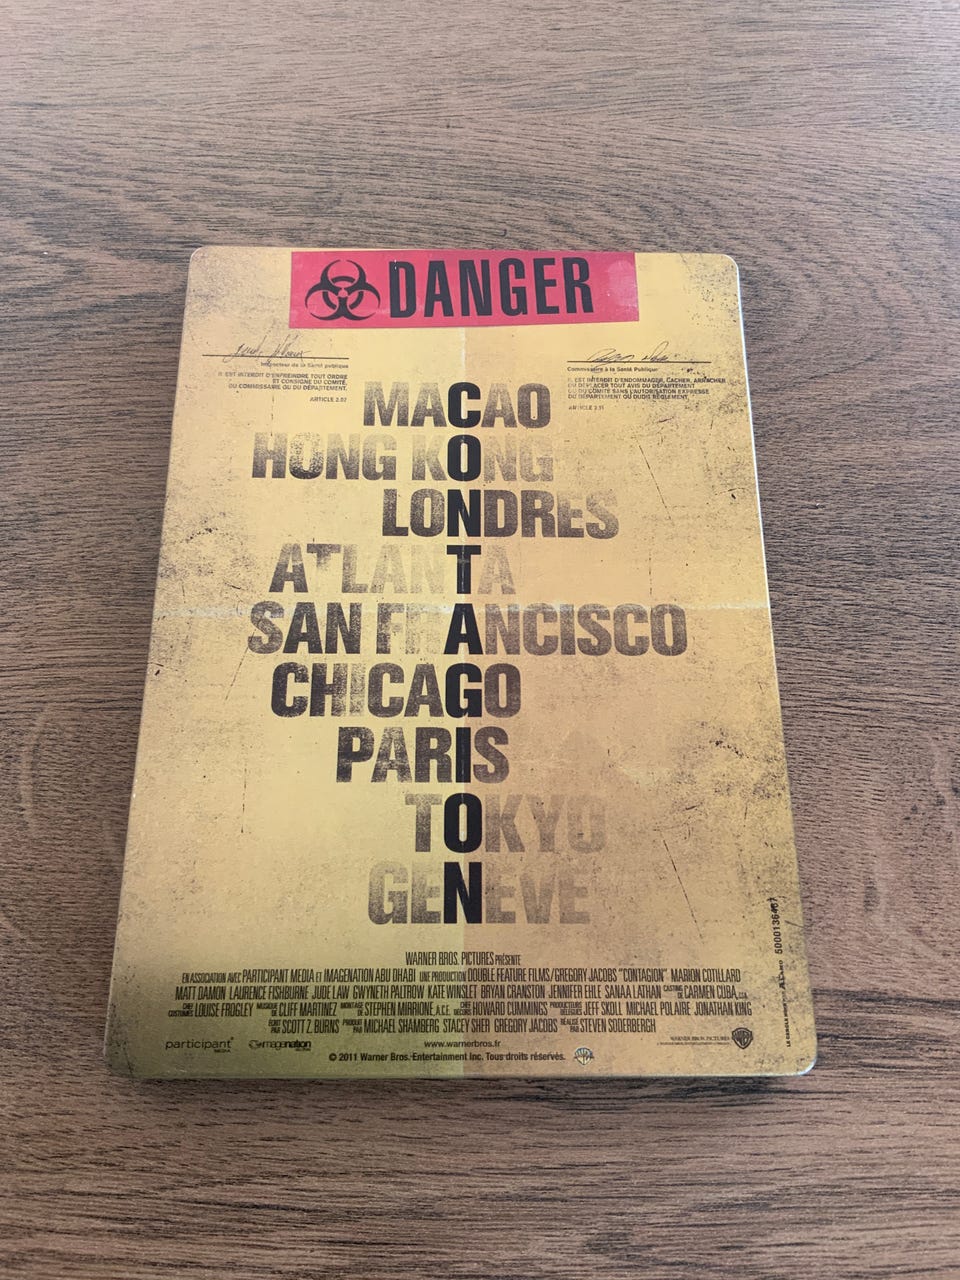 DANGER
Inspecteur de la Santé publique
IL EST INTERDIT D'ENFREINDRE TOUT ORDRE
ET CONSIGNE DU COMITÉ,
DU COMMISSAIRE OU DU DÉPARTEMENT.
ARTICLE 2.07
Commissaire à la Santé Publique
IL EST INTERDIT D'ENDOMMAGER, CACHER, ARRACHER
OU DÉPLACER TOUT AVIS DU DÉPARTEMENT
OU DU COMITÉ SANS L'AUTORISATION EXPRESSE
DU DÉPARTEMENT OU DUDIS RÈGLEMENT.
ARTICLE 2.11
MACAO
HONG KONG
LONDRES
ATLANTA
SAN FRANCISCO
CHICAGO
PARIS
TOKYO
GENEVE
WARNER BROS. PICTURES PRÉSENTE
EN ASSOCIATION AVEC PARTICIPANT MEDIA ET IMAGENATION ABU DHABI UNE PRODUCTION DOUBLE FEATURE FILMS/GREGORY JACOBS "CONTAGION" MARION COTILLARD
MATT DAMON LAURENCE FISHBURNE JUDE LAW GWYNETH PALTROW KATE WINSLET BRYAN CRANSTON JENNIFER EHLE SANAA LATHAN CASTING DE CARMEN CUBA, C.S.A.
CHEF COSTUMES LOUISE FROGLEY MUSIQUE DE CLIFF MARTINEZ MONTAGE DE STEPHEN MIRRIONE, A.C.E. CHEF DÉCORS HOWARD CUMMINGS PRODUCTEURS DÉLÉGUÉS JEFF SKOLL MICHAEL POLAIRE JONATHAN KING
ÉCRIT PAR SCOTT Z. BURNS PRODUIT PAR MICHAEL SHAMBERG STACEY SHER GREGORY JACOBS RÉALISÉ PAR STEVEN SODERBERGH
participant MEDIA
imagenation
www.warnerbros.fr
WARNER BROS. PICTURES
© 2011 Warner Bros. Entertainment Inc. Tous droits réservés.
5000136467